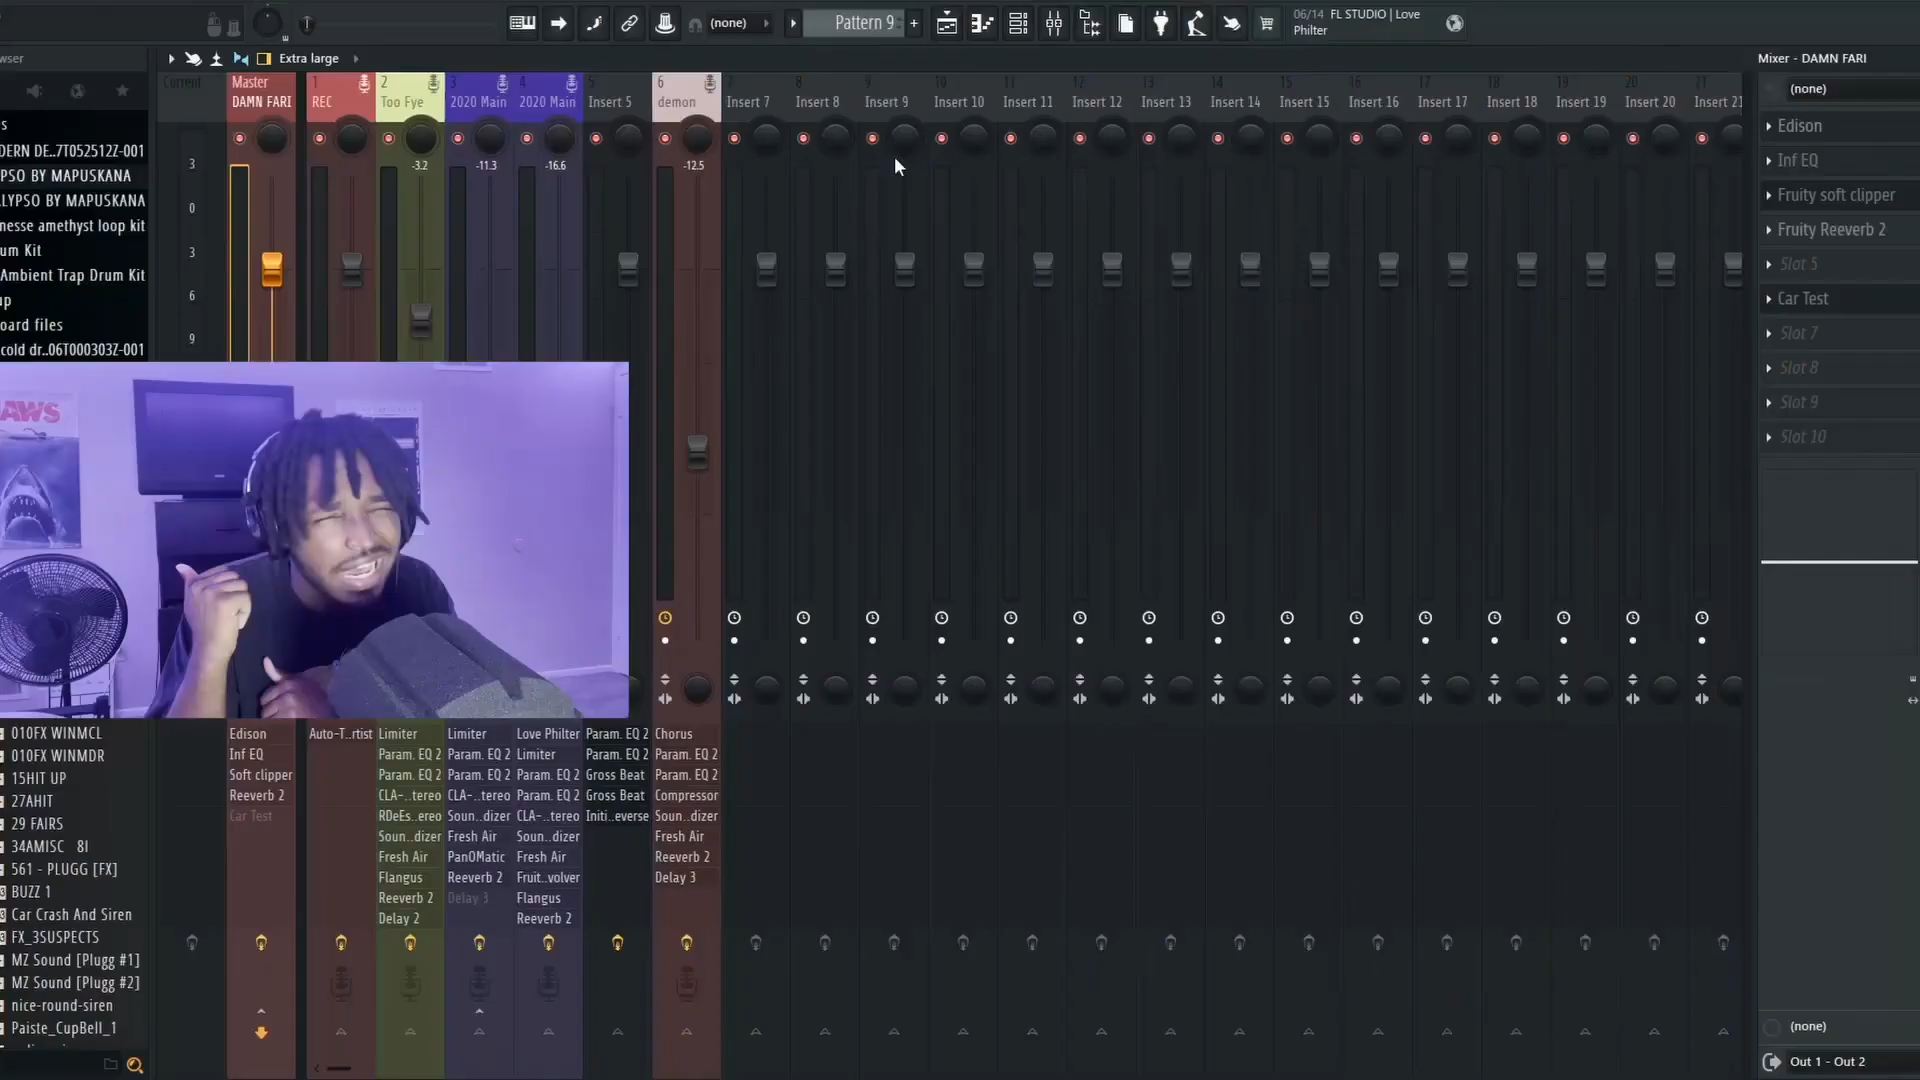 (none)
Pattern 9
+
06/14 FL STUDIO | Love
Philter
wser
Extra large
Mixer - DAMN FARI
Current
Master
DAMN FARI
1
REC
2
Too Fye
3
2020 Main
4
2020 Main
5
Insert 5
6
demon
7
Insert 7
8
Insert 8
9
Insert 9
10
Insert 10
11
Insert 11
12
Insert 12
13
Insert 13
14
Insert 14
15
Insert 15
16
Insert 16
17
Insert 17
18
Insert 18
19
Insert 19
20
Insert 20
21
Insert 21
-3.2
-11.3
-16.6
-12.5
3
0
3
6
9
s
DERN DE..7T052512Z-001
PSO BY MAPUSKANA
LYPSO BY MAPUSKANA
nesse amethyst loop kit
um Kit
Ambient Trap Drum Kit
up
oard files
cold dr..06T000303Z-001
AWS
010FX WINMCL
010FX WINMDR
15HIT UP
27AHIT
29 FAIRS
34AMISC 8I
561 - PLUGG [FX]
BUZZ 1
Car Crash And Siren
FX_3SUSPECTS
MZ Sound [Plugg #1]
MZ Sound [Plugg #2]
nice-round-siren
Paiste_CupBell_1
Edison
Inf EQ
Soft clipper
Reeverb 2
Car Test
Auto-T..rtist
Limiter
Param. EQ 2
Param. EQ 2
CLA-..tereo
RDeEs..ereo
Soun..dizer
Fresh Air
Flangus
Reeverb 2
Delay 2
Limiter
Param. EQ 2
Param. EQ 2
CLA-..tereo
Soun..dizer
Fresh Air
PanOMatic
Reeverb 2
Delay 3
Love Philter
Limiter
Param. EQ 2
Param. EQ 2
CLA-..tereo
Soun..dizer
Fresh Air
Fruit..volver
Flangus
Reeverb 2
Param. EQ 2
Param. EQ 2
Gross Beat
Gross Beat
Initi..everse
Chorus
Param. EQ 2
Param. EQ 2
Compressor
Soun..dizer
Fresh Air
Reeverb 2
Delay 3
(none)
Edison
Inf EQ
Fruity soft clipper
Fruity Reeverb 2
Slot 5
Car Test
Slot 7
Slot 8
Slot 9
Slot 10
(none)
Out 1 - Out 2